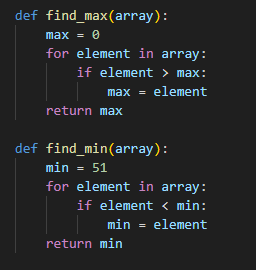 def find_max(array):
    max = 0
    for element in array:
        if element > max:
            max = element
    return max

def find_min(array):
    min = 51
    for element in array:
        if element < min:
            min = element
    return min